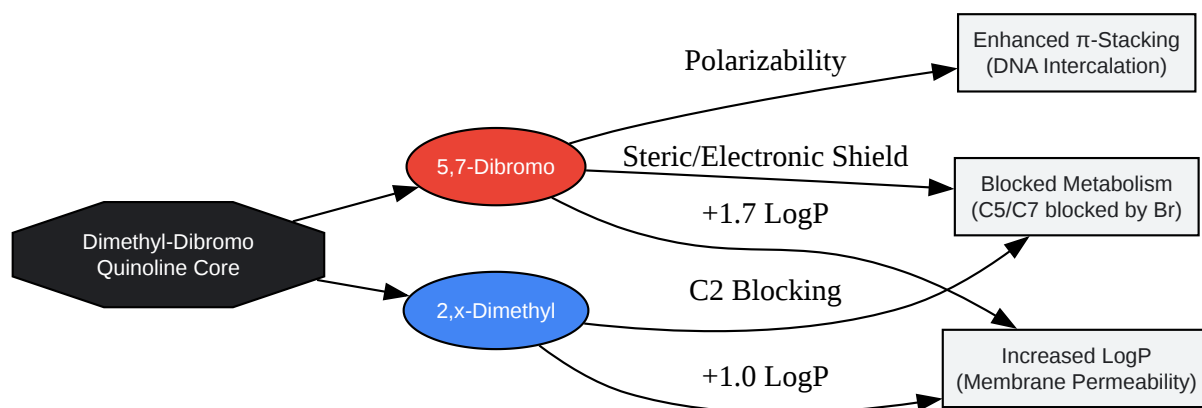 Dimethyl-Dibromo
Quinoline Core
5,7-Dibromo
2,x-Dimethyl
Polarizability
Steric/Electronic Shield
+1.7 LogP
C2 Blocking
+1.0 LogP
Enhanced π-Stacking
(DNA Intercalation)
Blocked Metabolism
(C5/C7 blocked by Br)
Increased LogP
(Membrane Permeability)